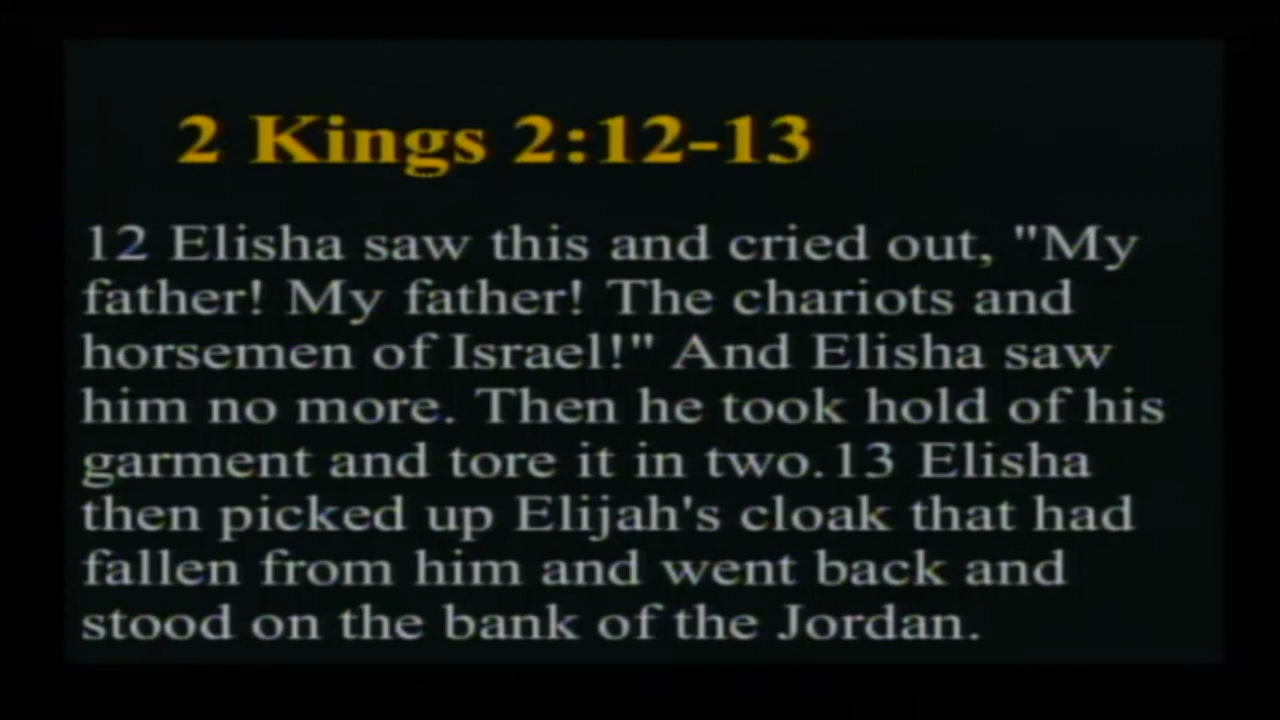 2 Kings 2:12-13
12 Elisha saw this and cried out, "My
father! My father! The chariots and
horsemen of Israel!" And Elisha saw
him no more. Then he took hold of his
garment and tore it in two.13 Elisha
then picked up Elijah's cloak that had
fallen from him and went back and
stood on the bank of the Jordan.